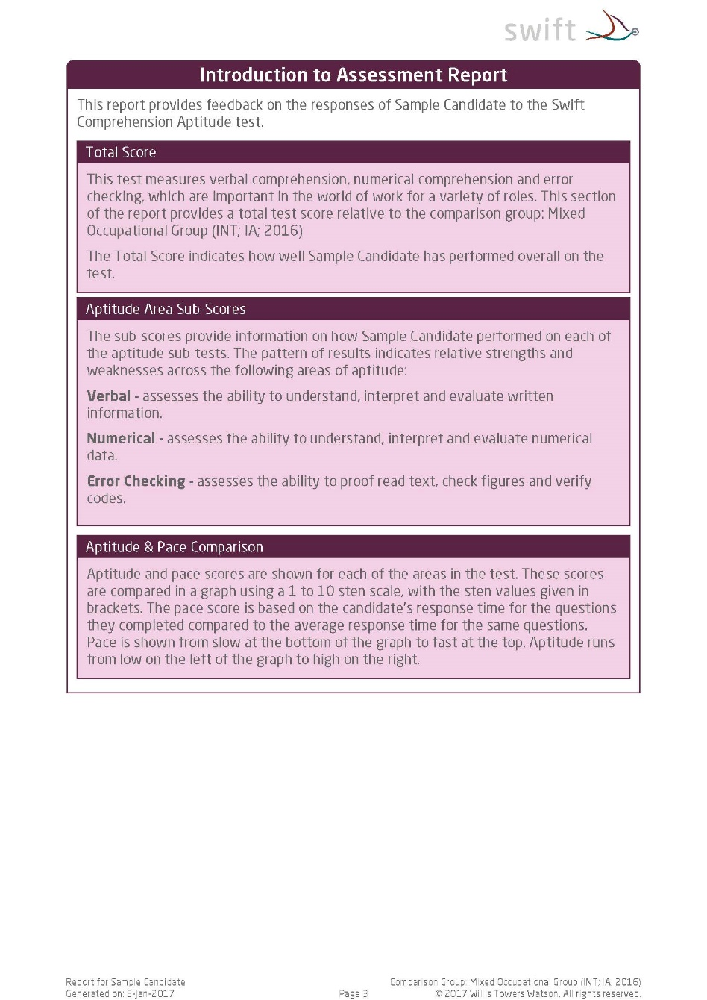 swift
Introduction to Assessment Report
This report provides feedback on the responses of Sample Candidate to the Swift
Comprehension Aptitude test.
Total Score
This test measures verbal comprehension, numerical comprehension and error
checking, which are important in the world of work for a variety of roles. This section
of the report provides a total test score relative to the comparison group: Mixed
Occupational Group (INT; IA; 2016)
The Total Score indicates how well Sample Candidate has performed overall on the
test.
Aptitude Area Sub-Scores
The sub-scores provide information on how Sample Candidate performed on each of
the aptitude sub-tests. The pattern of results indicates relative strengths and
weaknesses across the following areas of aptitude:
Verbal - assesses the ability to understand, interpret and evaluate written
information.
Numerical - assesses the ability to understand, interpret and evaluate numerical
data.
Error Checking - assesses the ability to proof read text, check figures and verify
codes.
Aptitude & Pace Comparison
Aptitude and pace scores are shown for each of the areas in the test. These scores
are compared in a graph using a 1 to 10 sten scale, with the sten values given in
brackets. The pace score is based on the candidate's response time for the questions
they completed compared to the average response time for the same questions.
Pace is shown from slow at the bottom of the graph to fast at the top. Aptitude runs
from low on the left of the graph to high on the right.
Report for Sample Candidate
Comparison Group: Mixed Occupational Group (INT; IA; 2016)
Generated on: 3-Jan-2017
Page 3
© 2017 Willis Towers Watson. All rights reserved.